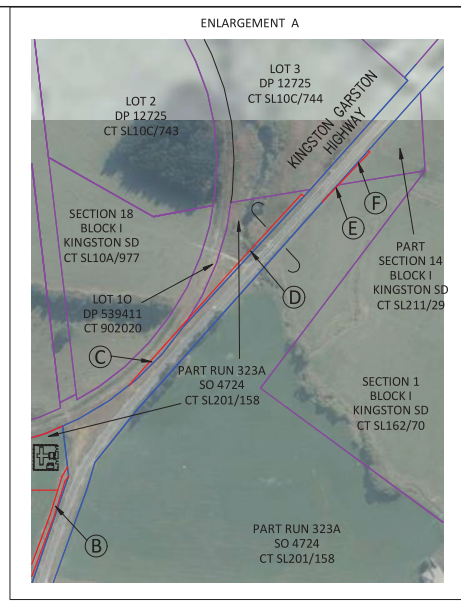 ENLARGEMENT A
LOT 3
DP 12725
CT SL10C/744
LOT 2
DP 12725
CT SL10C/743
KINGSTON GARSTON
HIGHWAY
SECTION 18
BLOCK I
KINGSTON SD
CT SL10A/977
F
E
PART
SECTION 14
BLOCK I
KINGSTON SD
CT SL211/29
LOT 10
DP 539411
CT 902020
D
C
PART RUN 323A
SO 4724
CT SL201/158
SECTION 1
BLOCK I
KINGSTON SD
CT SL162/70
B
PART RUN 323A
SO 4724
CT SL201/158